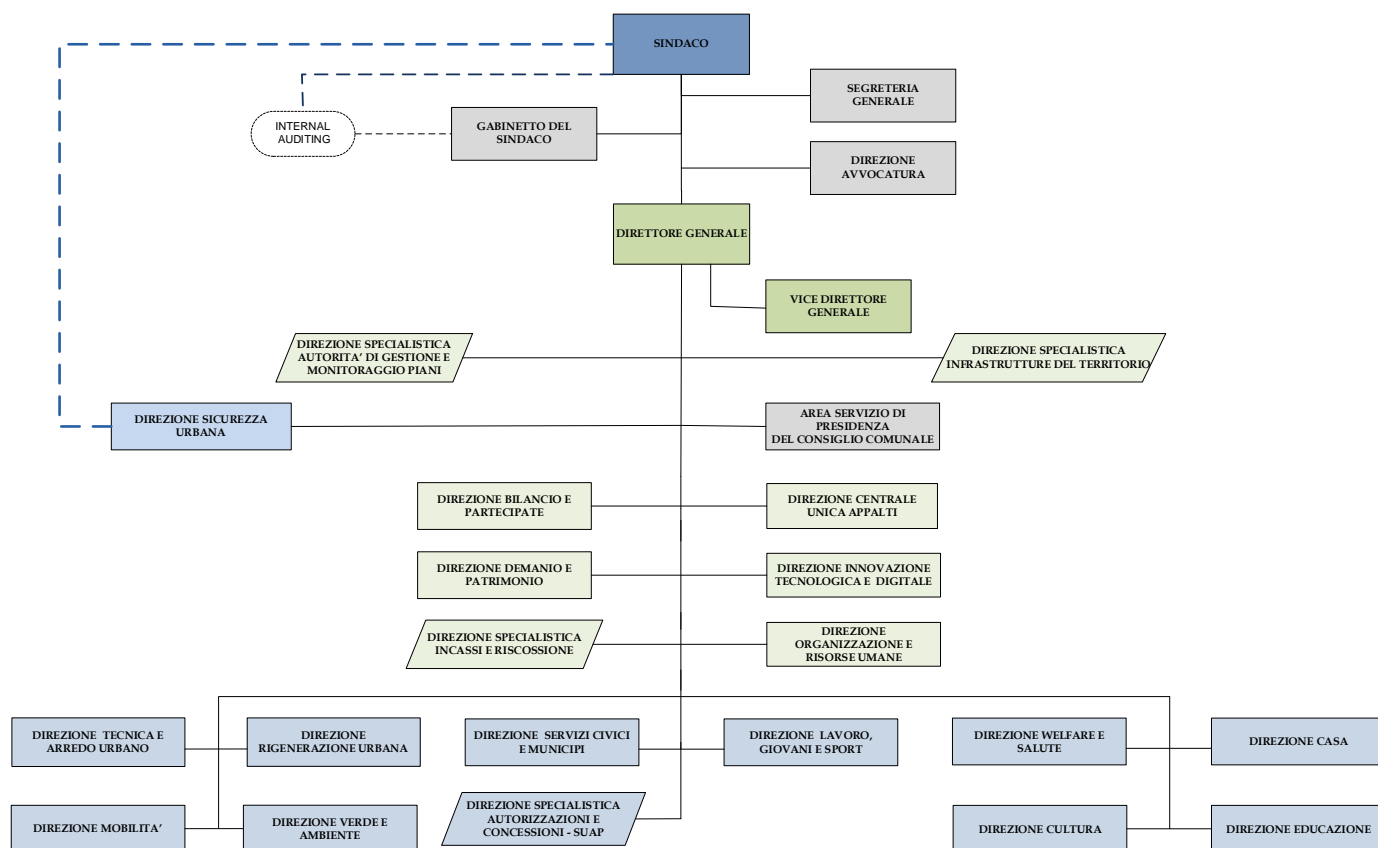 SINDACO
SEGRETERIA
GENERALE
INTERNAL
AUDITING
GABINETTO DEL
SINDACO
DIREZIONE
AVVOCATURA
DIRETTORE GENERALE
VICE DIRETTORE
GENERALE
DIREZIONE SPECIALISTICA
AUTORITA’ DI GESTIONE E
MONITORAGGIO PIANI
DIREZIONE SPECIALISTICA
INFRASTRUTTURE DEL TERRITORIO
DIREZIONE SICUREZZA
URBANA
AREA SERVIZIO DI
PRESIDENZA
DEL CONSIGLIO COMUNALE
DIREZIONE BILANCIO E
PARTECIPATE
DIREZIONE CENTRALE
UNICA APPALTI
DIREZIONE DEMANIO E
PATRIMONIO
DIREZIONE INNOVAZIONE
TECNOLOGICA E DIGITALE
DIREZIONE SPECIALISTICA
INCASSI E RISCOSSIONE
DIREZIONE
ORGANIZZAZIONE E
RISORSE UMANE
DIREZIONE TECNICA E
ARREDO URBANO
DIREZIONE
RIGENERAZIONE URBANA
DIREZIONE SERVIZI CIVICI
E MUNICIPI
DIREZIONE LAVORO,
GIOVANI E SPORT
DIREZIONE WELFARE E
SALUTE
DIREZIONE CASA
DIREZIONE MOBILITA’
DIREZIONE VERDE E
AMBIENTE
DIREZIONE SPECIALISTICA
AUTORIZZAZIONI E
CONCESSIONI - SUAP
DIREZIONE CULTURA
DIREZIONE EDUCAZIONE